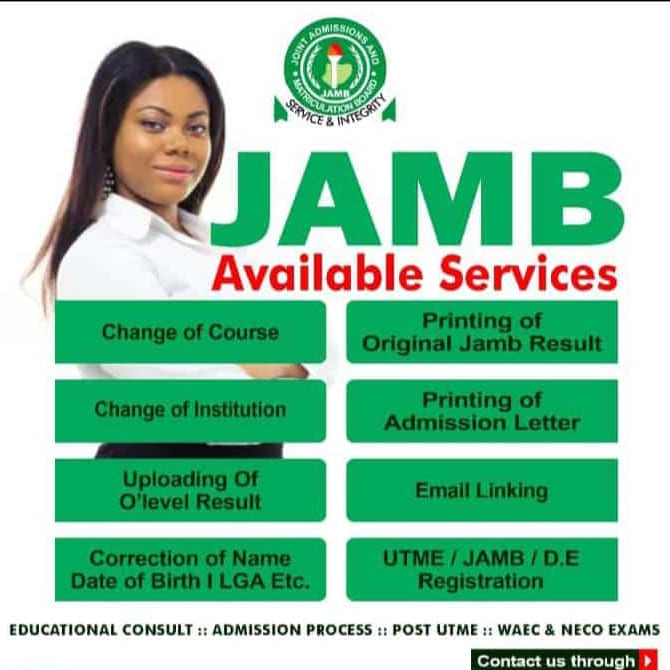 JOINT ADMISSIONS AND
MATRICULATION BOARD
JAMB
SERVICE & INTEGRITY
JAMB
Available Services
Change of Course
Printing of
Original Jamb Result
Change of Institution
Printing of
Admission Letter
Uploading Of
O'level Result
Email Linking
Correction of Name
Date of Birth I LGA Etc.
UTME / JAMB / D.E
Registration
EDUCATIONAL CONSULT :: ADMISSION PROCESS :: POST UTME :: WAEC & NECO EXAMS
Contact us through